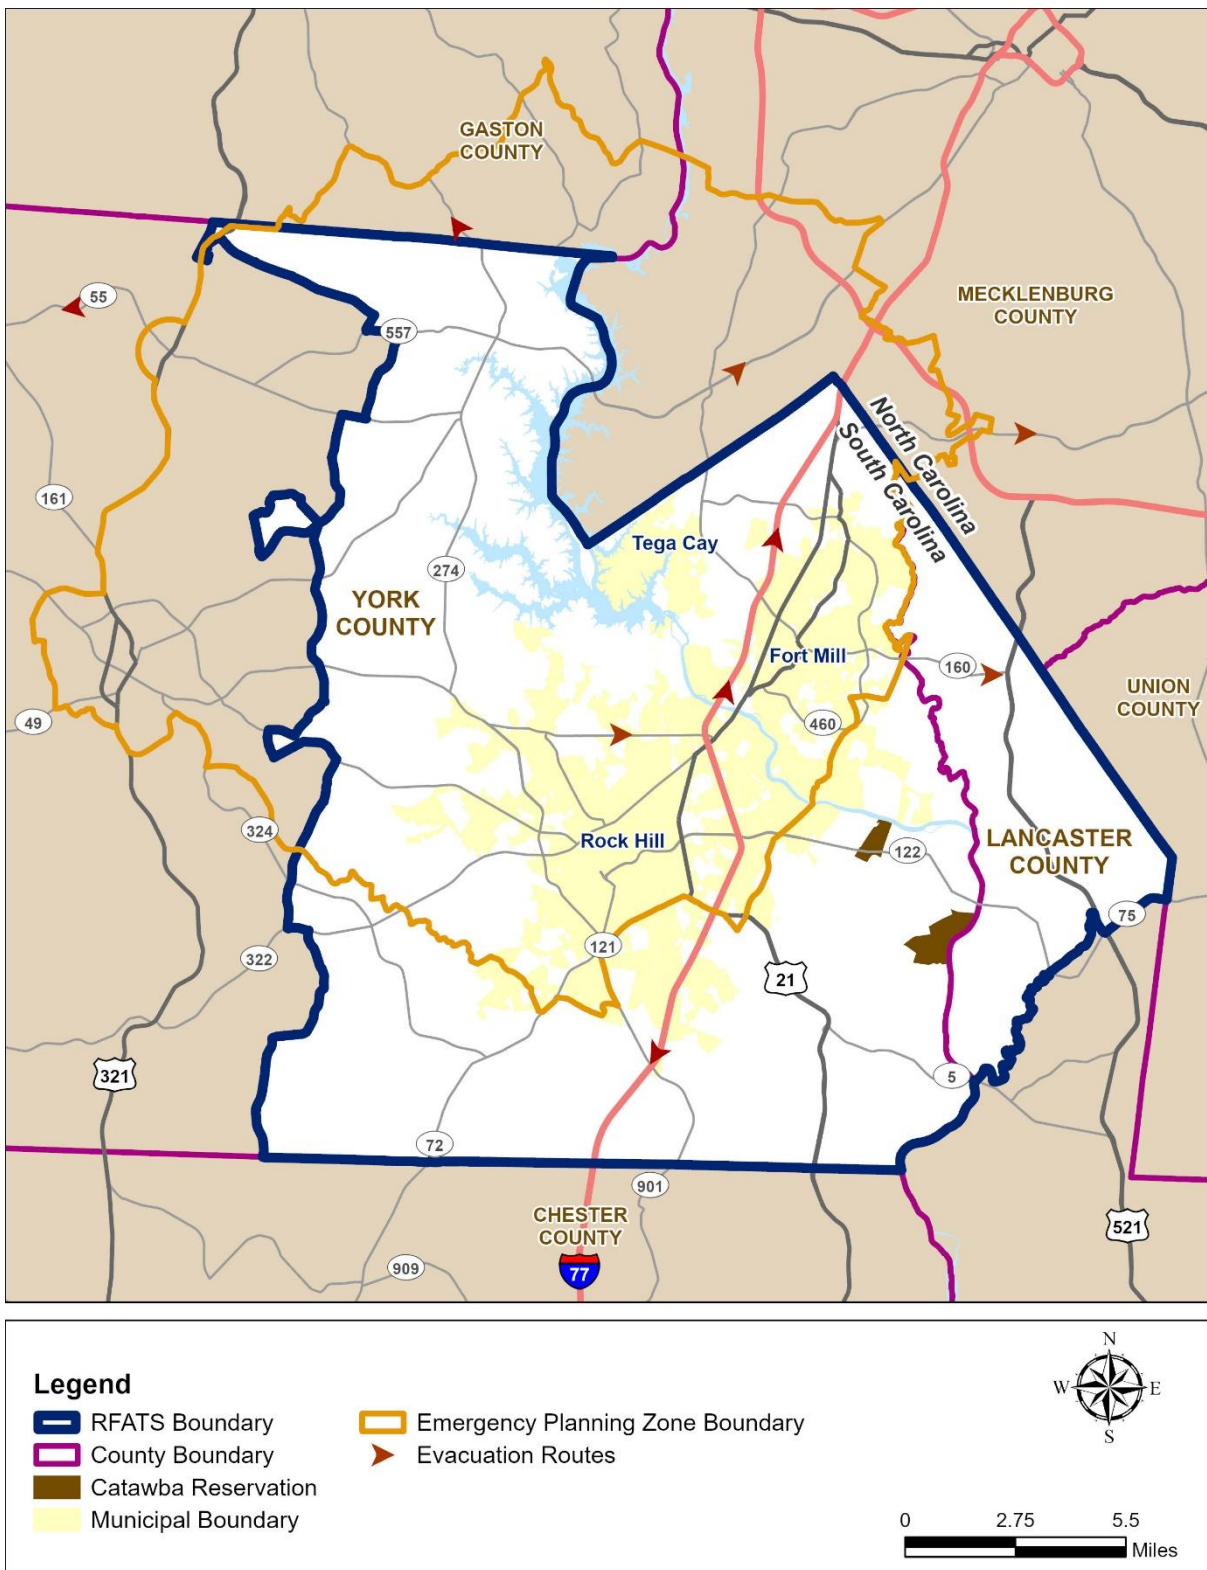 GASTON
COUNTY
MECKLENBURG
COUNTY
55
557
North Carolina
South Carolina
161
Tega Cay
274
YORK
COUNTY
Fort Mill
160
UNION
COUNTY
49
460
324
Rock Hill
122
LANCASTER
COUNTY
75
121
322
21
321
5
72
901
CHESTER
COUNTY
521
909
77
Legend
RFATS Boundary
County Boundary
Catawba Reservation
Municipal Boundary
Emergency Planning Zone Boundary
Evacuation Routes
N
W E
S
0 2.75 5.5
Miles